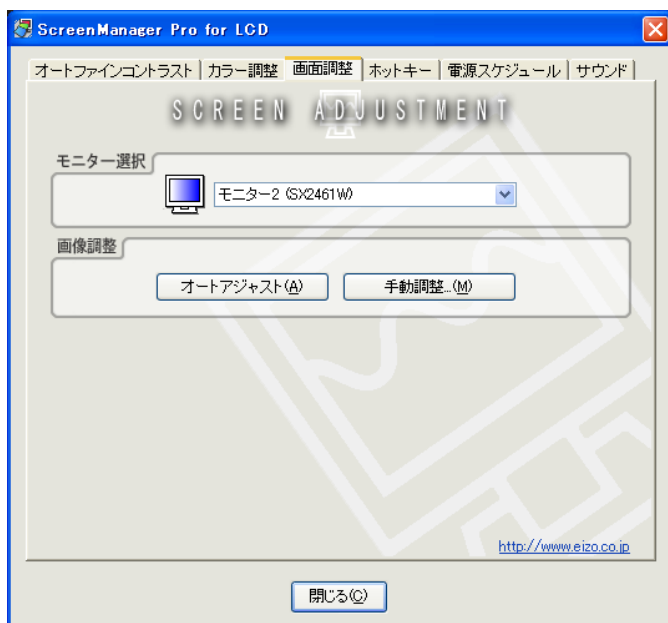 ScreenManager Pro for LCD
オートファインコントラスト カラー調整 画面調整 ホットキー 電源スケジュール サウンド
SCREEN ADJUSTMENT
モニター選択
モニター2 (SX2461W)
画像調整
オートアジャスト(A) 手動調整...(M)
http://www.eizo.co.jp
閉じる(C)